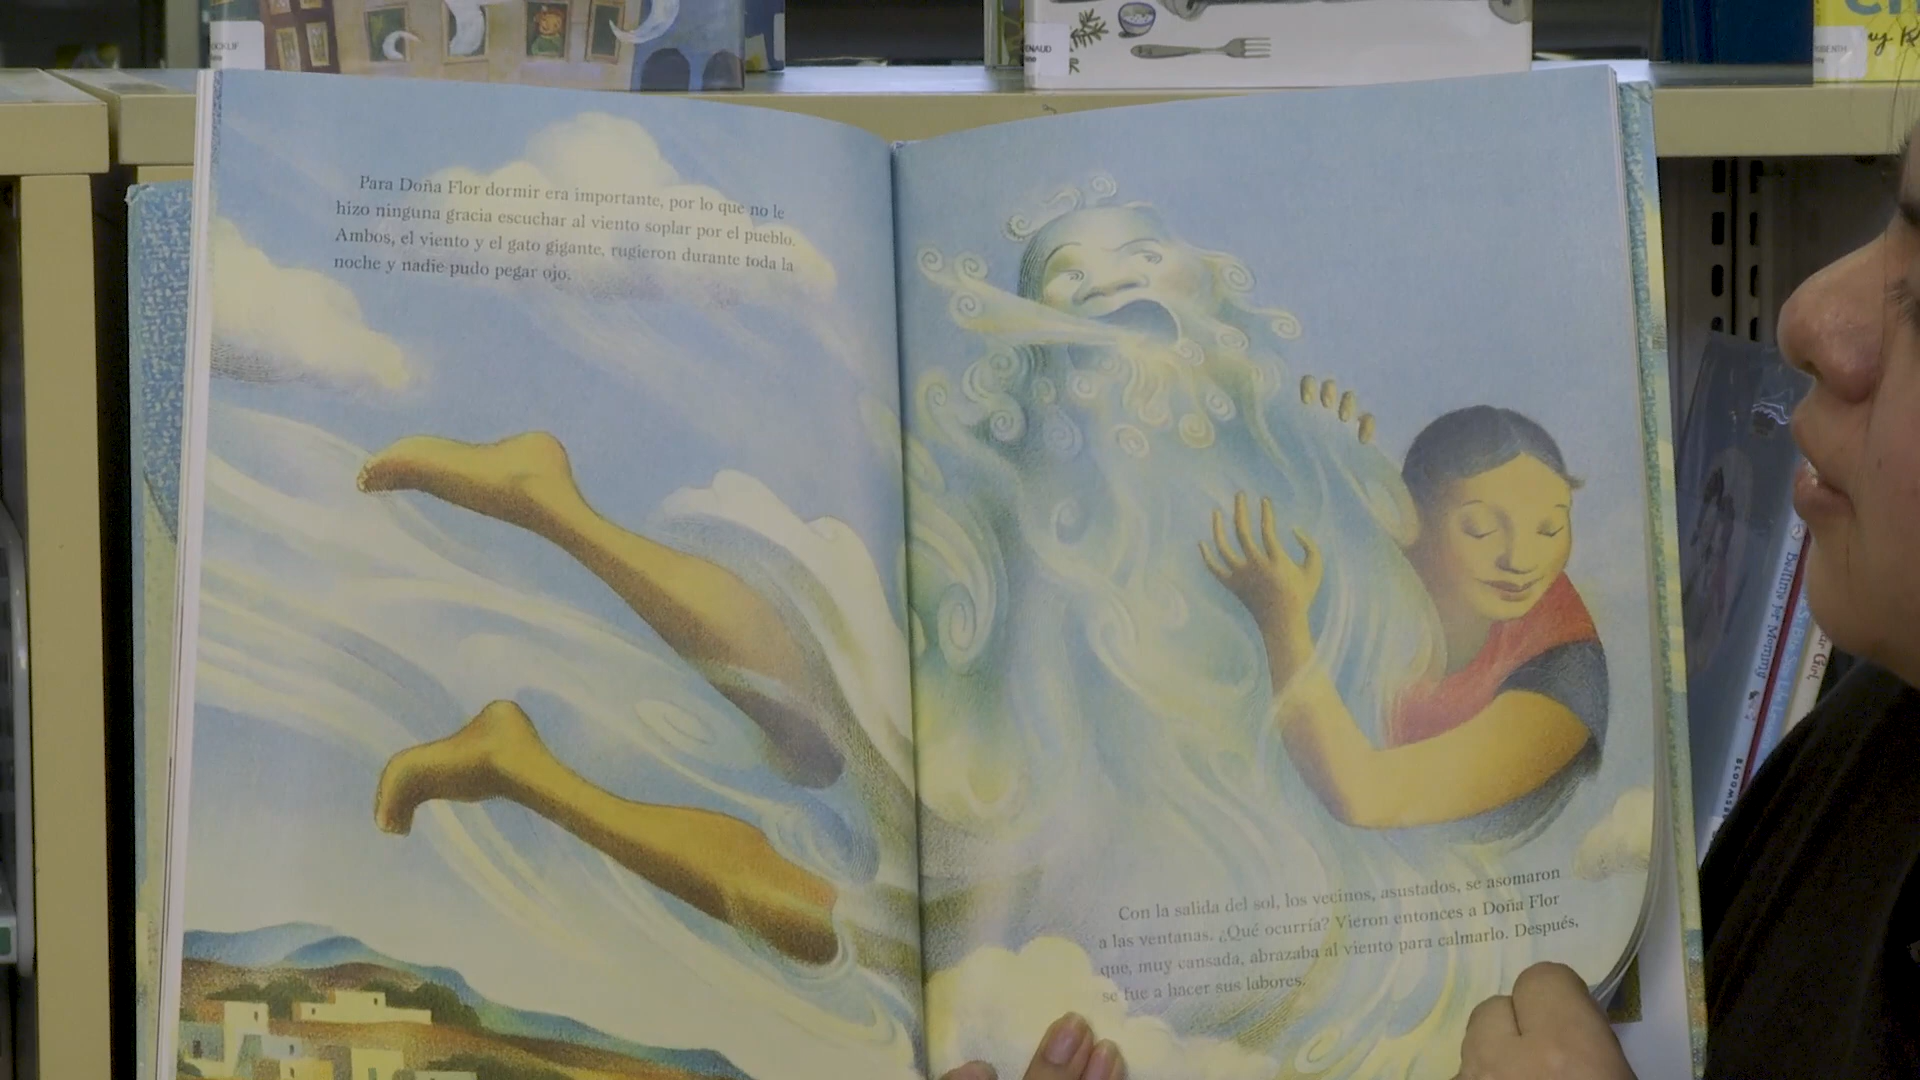 ENAUD
Para Doña Flor dormir era importante, por lo que no le
hizo ninguna gracia escuchar al viento soplar por el pueblo.
Ambos, el viento y el gato gigante, rugieron durante toda la
noche y nadie pudo pegar ojo.
Con la salida del sol, los vecinos, asustados, se asomaron
a las ventanas. ¿Qué ocurría? Vieron entonces a Doña Flor
que, muy cansada, abrazaba al viento para calmarlo. Después,
se fue a hacer sus labores.